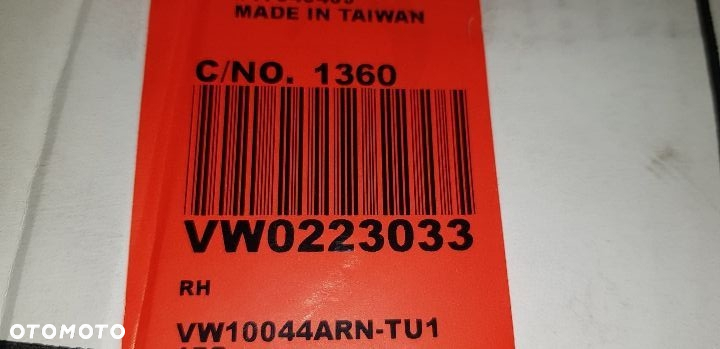 MADE IN TAIWAN
C/NO. 1360
VW0223033
RH
VW10044ARN-TU1
OTOMOTO